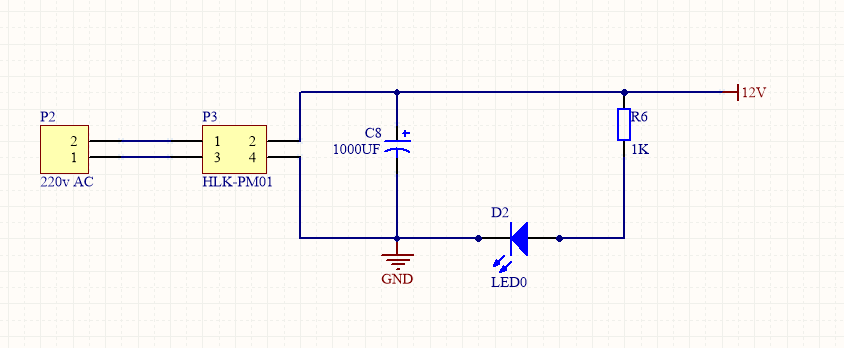 12V
P2
P3
R6
2
1 2
C8
+
1000UF
1K
1
3 4
220v AC
HLK-PM01
D2
GND
LED0